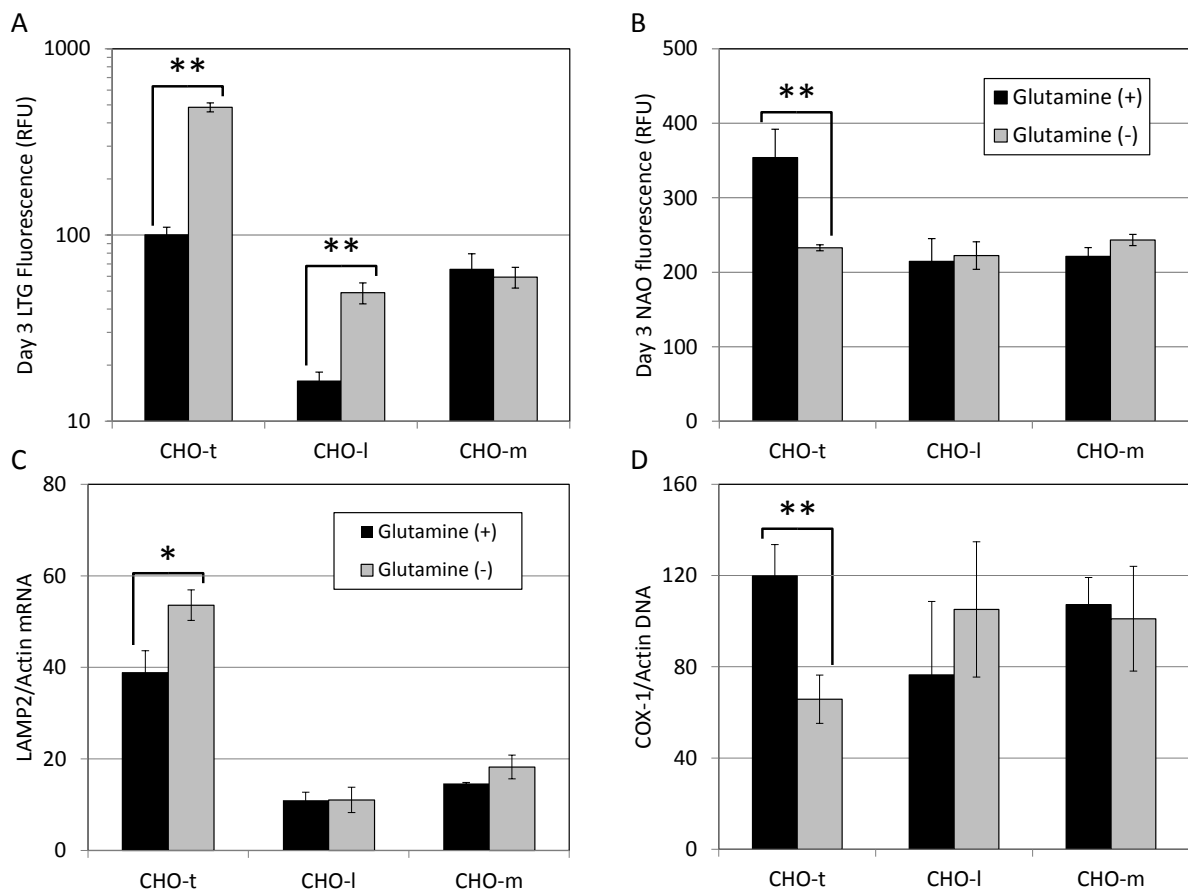 A
Day 3 LTG Fluorescence (RFU)
1000
100
10
**
**
CHO-t
CHO-l
CHO-m
B
Day 3 NAO fluorescence (RFU)
500
400
300
200
100
0
**
Glutamine (+)
Glutamine (-)
CHO-t
CHO-l
CHO-m
C
LAMP2/Actin mRNA
80
60
40
20
0
*
Glutamine (+)
Glutamine (-)
CHO-t
CHO-l
CHO-m
D
COX-1/Actin DNA
160
120
80
40
0
**
CHO-t
CHO-l
CHO-m